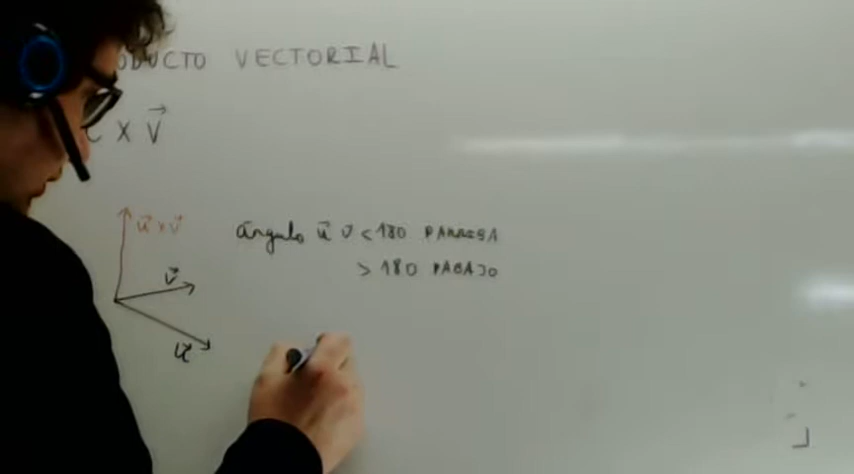 ODUCTO VECTORIAL
X V⃗
u⃗ x v⃗
ángulo u⃗ v < 180 PARRIBA
> 180 PABAJO
v⃗
u⃗